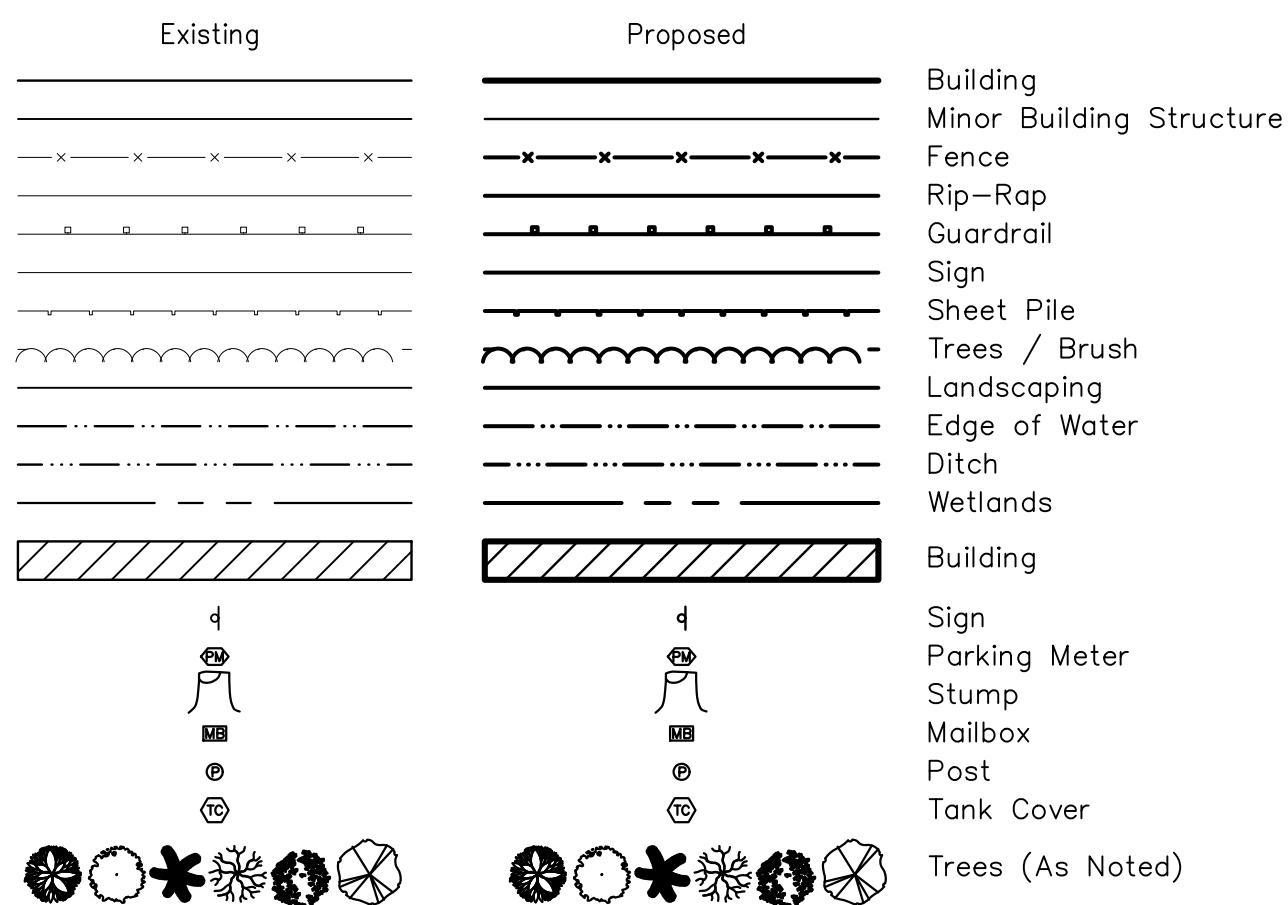 Existing Proposed
Building
Minor Building Structure
Fence
Rip-Rap
Guardrail
Sign
Sheet Pile
Trees / Brush
Landscaping
Edge of Water
Ditch
Wetlands
Building
Sign
PM PM Parking Meter
Stump
MB MB Mailbox
P P Post
TC TC Tank Cover
Trees (As Noted)